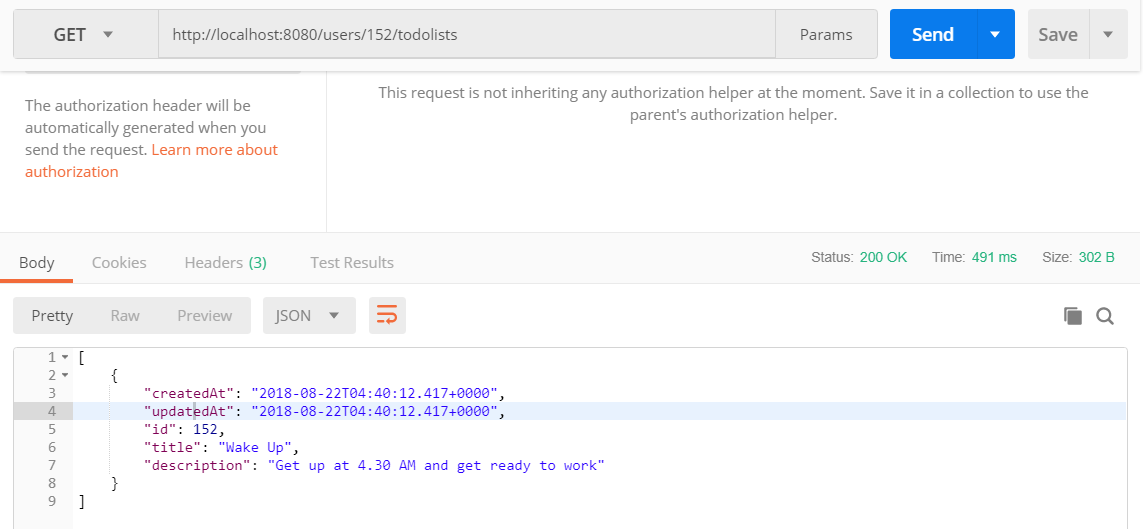 GET http://localhost:8080/users/152/todolists Params Send Save
The authorization header will be
automatically generated when you
send the request. Learn more about
authorization
This request is not inheriting any authorization helper at the moment. Save it in a collection to use the
parent's authorization helper.
Body Cookies Headers (3) Test Results Status: 200 OK Time: 491 ms Size: 302 B
Pretty Raw Preview JSON
1 [
2 {
3 "createdAt": "2018-08-22T04:40:12.417+0000",
4 "updatedAt": "2018-08-22T04:40:12.417+0000",
5 "id": 152,
6 "title": "Wake Up",
7 "description": "Get up at 4.30 AM and get ready to work"
8 }
9 ]